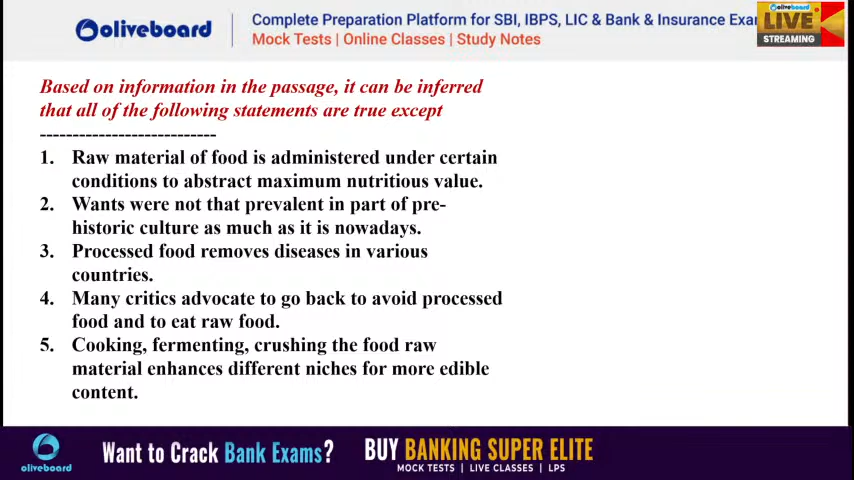 oliveboard
Complete Preparation Platform for SBI, IBPS, LIC & Bank & Insurance Exa
Mock Tests | Online Classes | Study Notes
oliveboard
LIVE
STREAMING
Based on information in the passage, it can be inferred
that all of the following statements are true except
---------------------------
1. Raw material of food is administered under certain
conditions to abstract maximum nutritious value.
2. Wants were not that prevalent in part of pre-
historic culture as much as it is nowadays.
3. Processed food removes diseases in various
countries.
4. Many critics advocate to go back to avoid processed
food and to eat raw food.
5. Cooking, fermenting, crushing the food raw
material enhances different niches for more edible
content.
oliveboard
Want to Crack Bank Exams?
BUY BANKING SUPER ELITE
MOCK TESTS | LIVE CLASSES | LPS